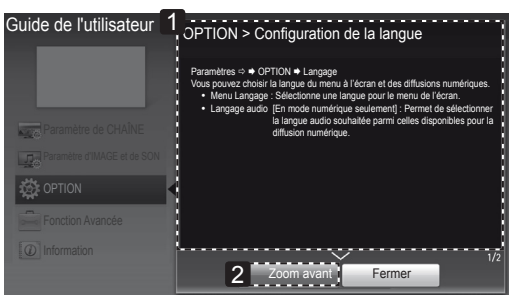 Guide de l'utilisateur
1
OPTION > Configuration de la langue
Paramètres ⇨ ➡ OPTION ➡ Langage
Vous pouvez choisir la langue du menu à l'écran et des diffusions numériques.
• Menu Langage : Sélectionne une langue pour le menu de l'écran.
• Langage audio [En mode numérique seulement] : Permet de sélectionner
la langue audio souhaitée parmi celles disponibles pour la
diffusion numérique.
Paramètre de CHAÎNE
Paramètre d'IMAGE et de SON
OPTION
Fonction Avancée
Information
1/2
2
Zoom avant
Fermer